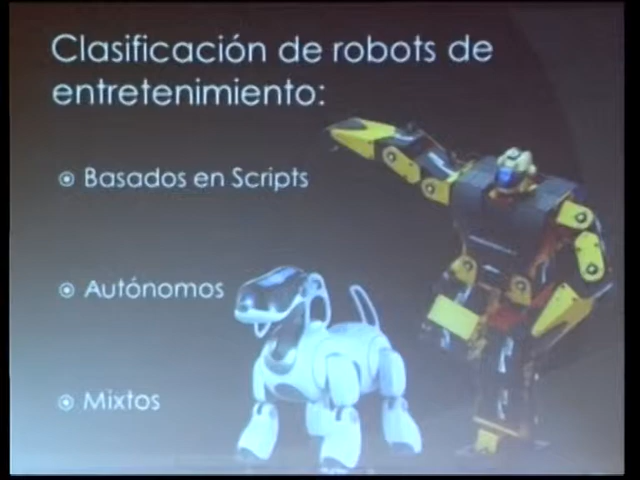 Clasificación de robots de
entretenimiento:
Basados en Scripts
Autónomos
Mixtos